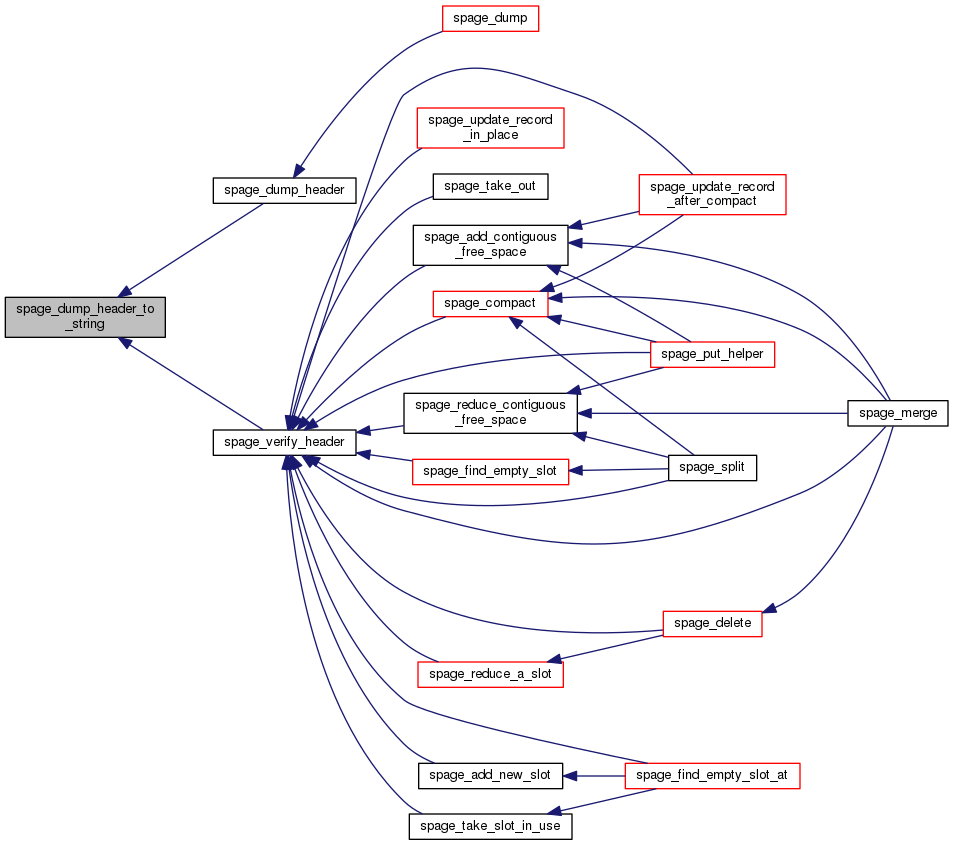 spage_dump
spage_update_record
_in_place
spage_dump_header
spage_take_out
spage_update_record
_after_compact
spage_add_contiguous
_free_space
spage_compact
spage_dump_header_to
_string
spage_put_helper
spage_reduce_contiguous
_free_space
spage_merge
spage_verify_header
spage_find_empty_slot
spage_split
spage_delete
spage_reduce_a_slot
spage_add_new_slot
spage_find_empty_slot_at
spage_take_slot_in_use